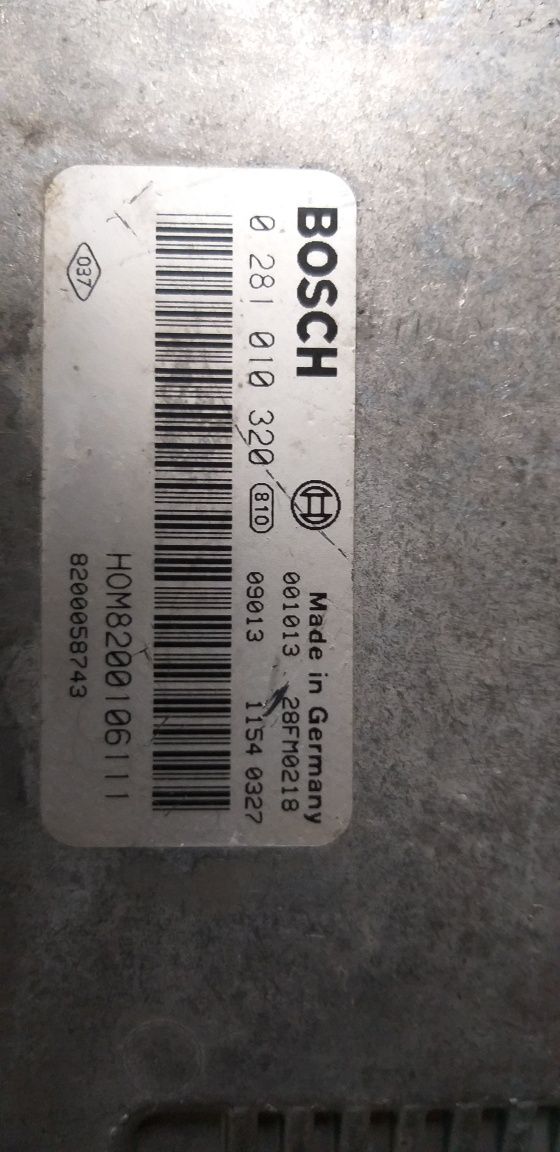 BOSCH
Made in Germany
001013 28FM0218
0 281 010 320 810 09013 1154 0327
HOM8200106111
037 8200058743